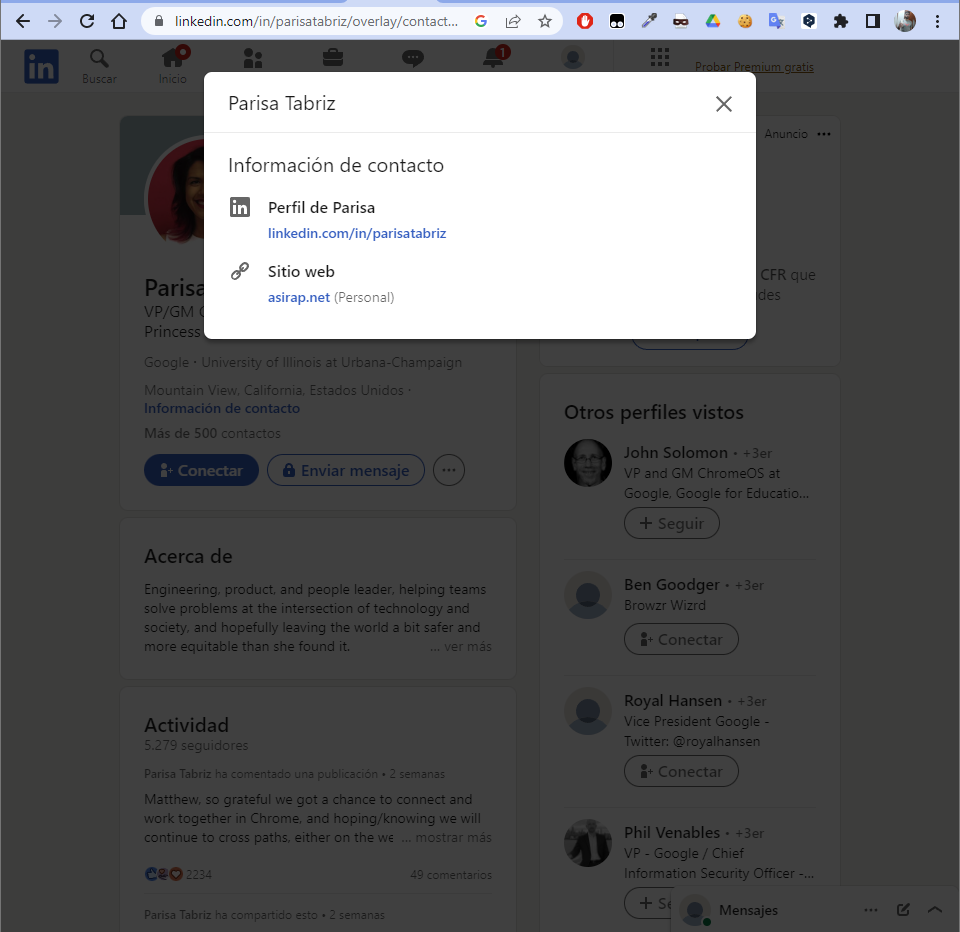 linkedin.com/in/parisatabriz/overlay/contact...
in
Buscar
Inicio
1
Probar Premium gratis
Parisa Tabriz
Información de contacto
in
Perfil de Parisa
linkedin.com/in/parisatabriz
Sitio web
asirap.net (Personal)
Parisa
VP/GM
Princess
Google · University of Illinois at Urbana-Champaign
Mountain View, California, Estados Unidos ·
Información de contacto
Más de 500 contactos
Conectar
Enviar mensaje
Acerca de
Engineering, product, and people leader, helping teams
solve problems at the intersection of technology and
society, and hopefully leaving the world a bit safer and
more equitable than she found it.
... ver más
Actividad
5.279 seguidores
Parisa Tabriz ha comentado una publicación • 2 semanas
Matthew, so grateful we got a chance to connect and
work together in Chrome, and hoping/knowing we will
continue to cross paths, either on the we ... mostrar más
2234
49 comentarios
Parisa Tabriz ha compartido esto • 2 semanas
Anuncio
CFR que
des
Otros perfiles vistos
John Solomon • +3er
VP and GM ChromeOS at
Google, Google for Educatio...
+ Seguir
Ben Goodger • +3er
Browzr Wizrd
Conectar
Royal Hansen • +3er
Vice President Google -
Twitter: @royalhansen
Conectar
Phil Venables • +3er
VP - Google / Chief
Information Security Officer -...
+ Se
Mensajes